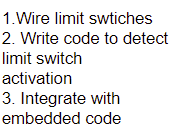 1.Wire limit swtiches
2. Write code to detect
limit switch
activation
3. Integrate with
embedded code